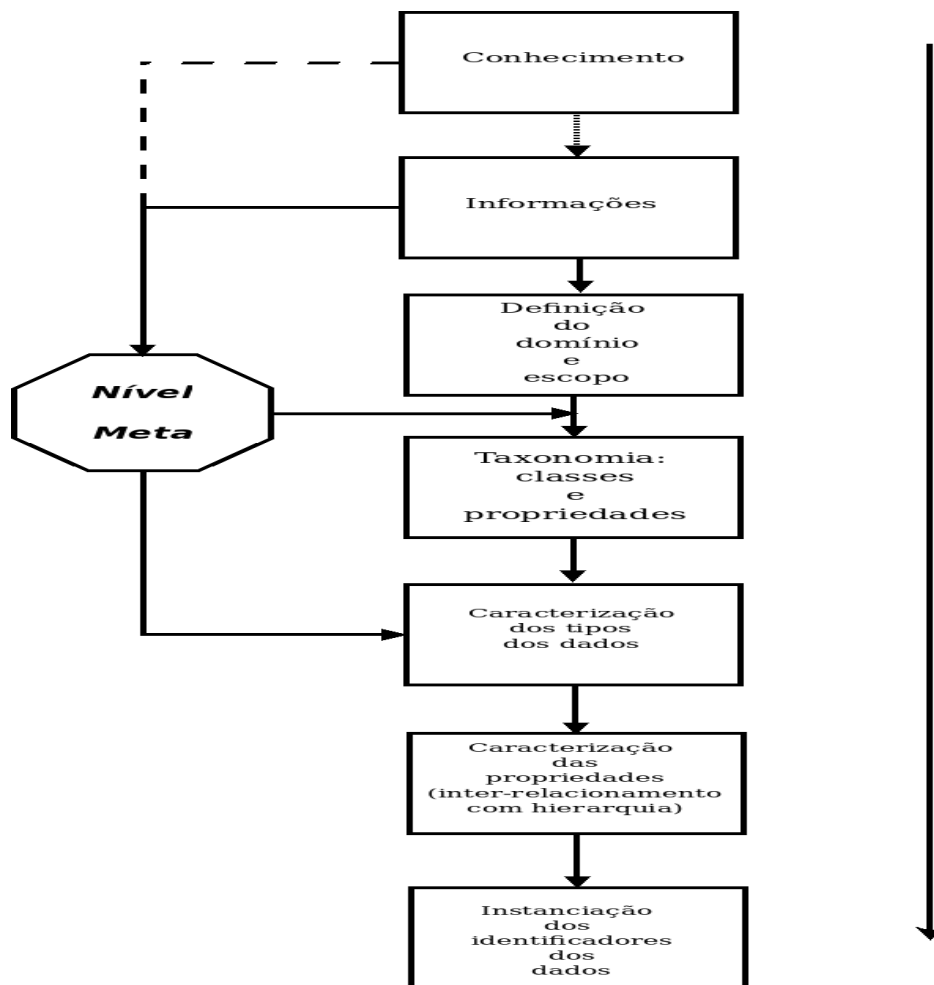 Conhecimento
Informações
Definição
do
domínio
e
escopo
Nível
Meta
Taxonomia:
classes
e
propriedades
Caracterização
dos tipos
dos dados
Caracterização
das
propriedades
(inter-relacionamento
com hierarquia)
Instanciação
dos
identificadores
dos
dados